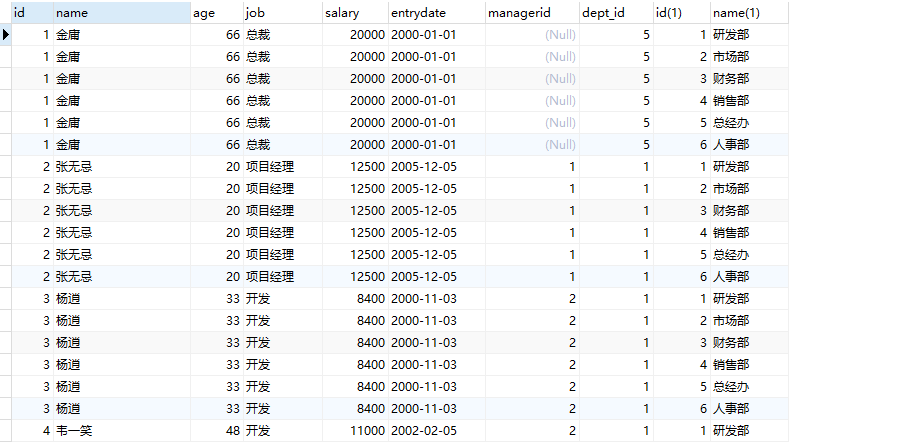 id name age job salary entrydate managerid dept_id id(1) name(1)
1 金庸 66 总裁 20000 2000-01-01 (Null) 5 1 研发部
1 金庸 66 总裁 20000 2000-01-01 (Null) 5 2 市场部
1 金庸 66 总裁 20000 2000-01-01 (Null) 5 3 财务部
1 金庸 66 总裁 20000 2000-01-01 (Null) 5 4 销售部
1 金庸 66 总裁 20000 2000-01-01 (Null) 5 5 总经办
1 金庸 66 总裁 20000 2000-01-01 (Null) 5 6 人事部
2 张无忌 20 项目经理 12500 2005-12-05 1 1 1 研发部
2 张无忌 20 项目经理 12500 2005-12-05 1 1 2 市场部
2 张无忌 20 项目经理 12500 2005-12-05 1 1 3 财务部
2 张无忌 20 项目经理 12500 2005-12-05 1 1 4 销售部
2 张无忌 20 项目经理 12500 2005-12-05 1 1 5 总经办
2 张无忌 20 项目经理 12500 2005-12-05 1 1 6 人事部
3 杨逍 33 开发 8400 2000-11-03 2 1 1 研发部
3 杨逍 33 开发 8400 2000-11-03 2 1 2 市场部
3 杨逍 33 开发 8400 2000-11-03 2 1 3 财务部
3 杨逍 33 开发 8400 2000-11-03 2 1 4 销售部
3 杨逍 33 开发 8400 2000-11-03 2 1 5 总经办
3 杨逍 33 开发 8400 2000-11-03 2 1 6 人事部
4 韦一笑 48 开发 11000 2002-02-05 2 1 1 研发部